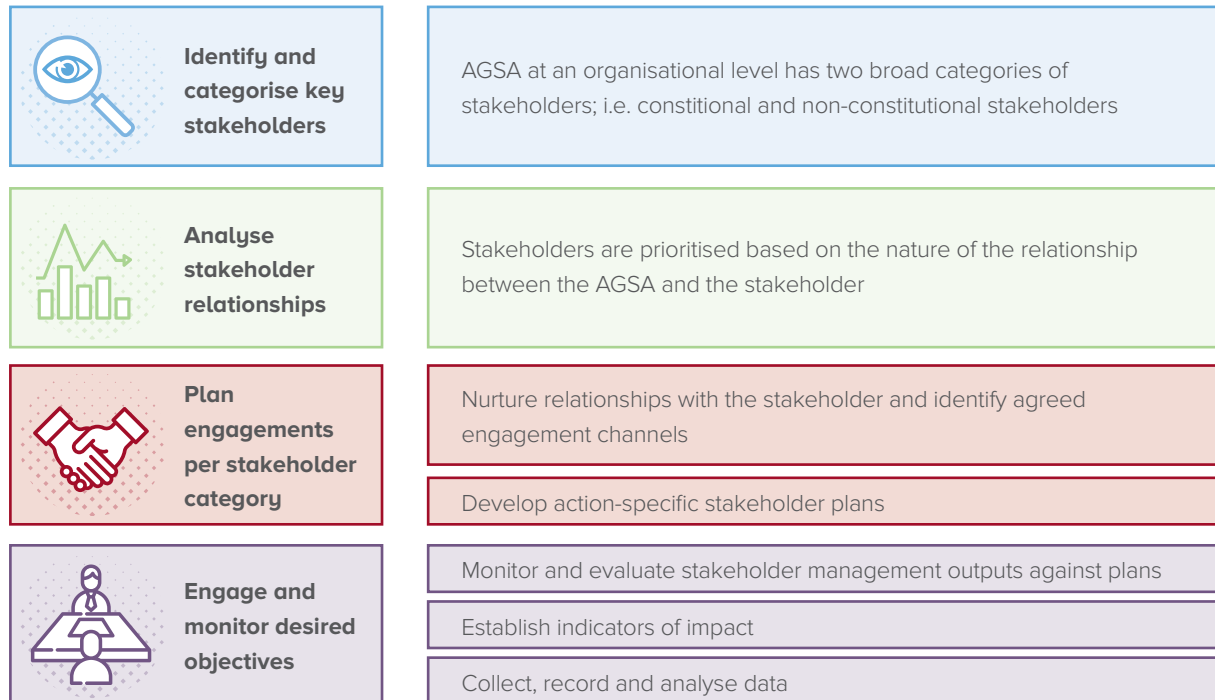 Identify and
categorise key
stakeholders
AGSA at an organisational level has two broad categories of
stakeholders; i.e. constitional and non-constitutional stakeholders
Analyse
stakeholder
relationships
Stakeholders are prioritised based on the nature of the relationship
between the AGSA and the stakeholder
Plan
engagements
per stakeholder
category
Nurture relationships with the stakeholder and identify agreed
engagement channels
Develop action-specific stakeholder plans
Engage and
monitor desired
objectives
Monitor and evaluate stakeholder management outputs against plans
Establish indicators of impact
Collect, record and analyse data